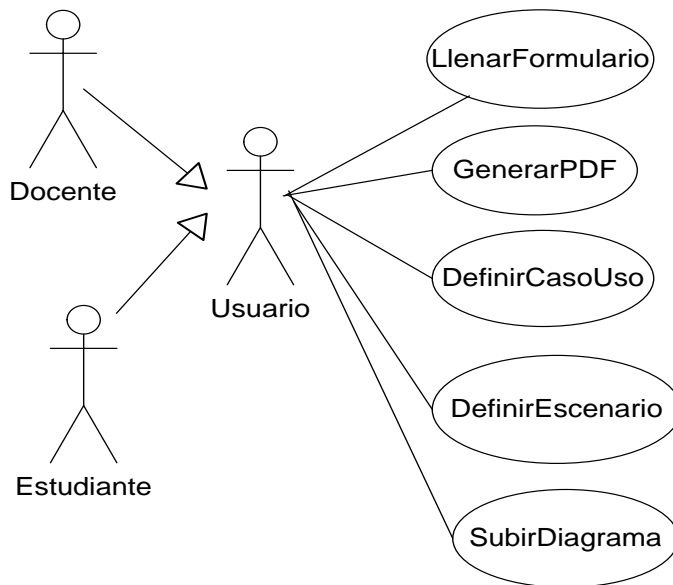 LlenarFormulario
GenerarPDF
Docente
DefinirCasoUso
Usuario
DefinirEscenario
Estudiante
SubirDiagrama